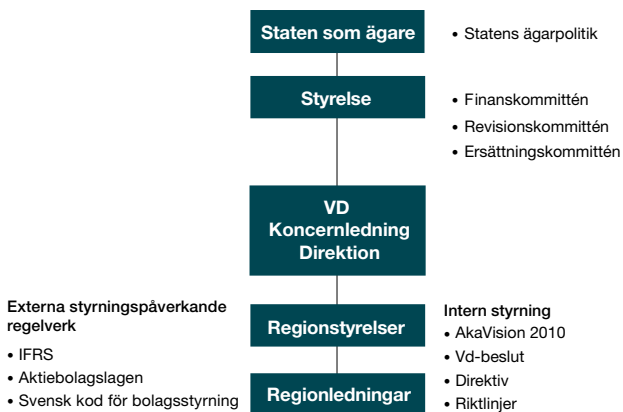 Staten som ägare
• Statens ägarpolitik
Styrelse
• Finanskommittén
• Revisionskommittén
• Ersättningskommittén
VD
Koncernledning
Direktion
Externa styrningspåverkande
regelverk
• IFRS
• Aktiebolagslagen
• Svensk kod för bolagsstyrning
Regionstyrelser
Regionledningar
Intern styrning
• AkaVision 2010
• Vd-beslut
• Direktiv
• Riktlinjer